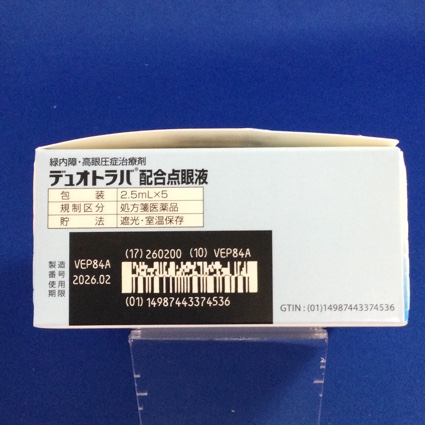 緑内障・高眼圧症治療剤
デュオトラバ®配合点眼液
包装 2.5mL×5
規制区分 処方箋医薬品
貯法 遮光・室温保存
製造番号 VEP84A
使用期限 2026.02
(17) 260200 (10) VEP84A
(01) 14987443374536
GTIN : (01)14987443374536